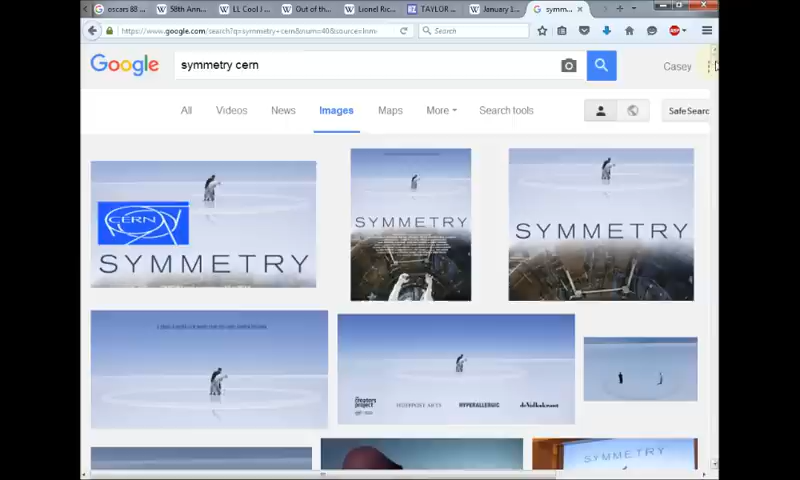 oscars 88 ...
58th Ann...
LL Cool J ...
Out of th...
Lionel Ric...
TAYLOR ...
January 1...
symm...
https://www.google.com/search?q=symmetry+cern&num=40&source=lnm
Search
Google
symmetry cern
Casey
All
Videos
News
Images
Maps
More
Search tools
SafeSearc
CERN
SYMMETRY
SYMMETRY
SYMMETRY
the creators project
HYPERALLERGIC
deVolkskrant
SYMMETRY